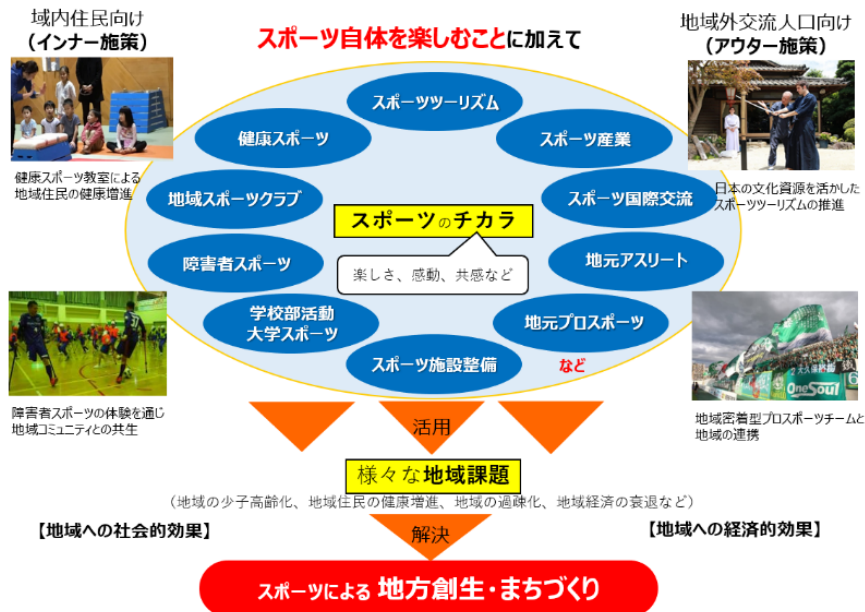 域内住民向け
（インナー施策）
スポーツ自体を楽しむことに加えて
地域外交流人口向け
（アウター施策）
スポーツツーリズム
健康スポーツ
スポーツ産業
健康スポーツ教室による
地域住民の健康増進
地域スポーツクラブ
スポーツ国際交流
日本の文化資源を活かした
スポーツツーリズムの推進
スポーツのチカラ
障害者スポーツ
地元アスリート
楽しさ、感動、共感など
学校部活動
大学スポーツ
地元プロスポーツ
スポーツ施設整備
など
37
OneSoul
障害者スポーツの体験を通じ
地域コミュニティとの共生
地域密着型プロスポーツチームと
地域の連携
活用
様々な地域課題
（地域の少子高齢化、地域住民の健康増進、地域の過疎化、地域経済の衰退など）
【地域への社会的効果】
解決
【地域への経済的効果】
スポーツによる 地方創生・まちづくり